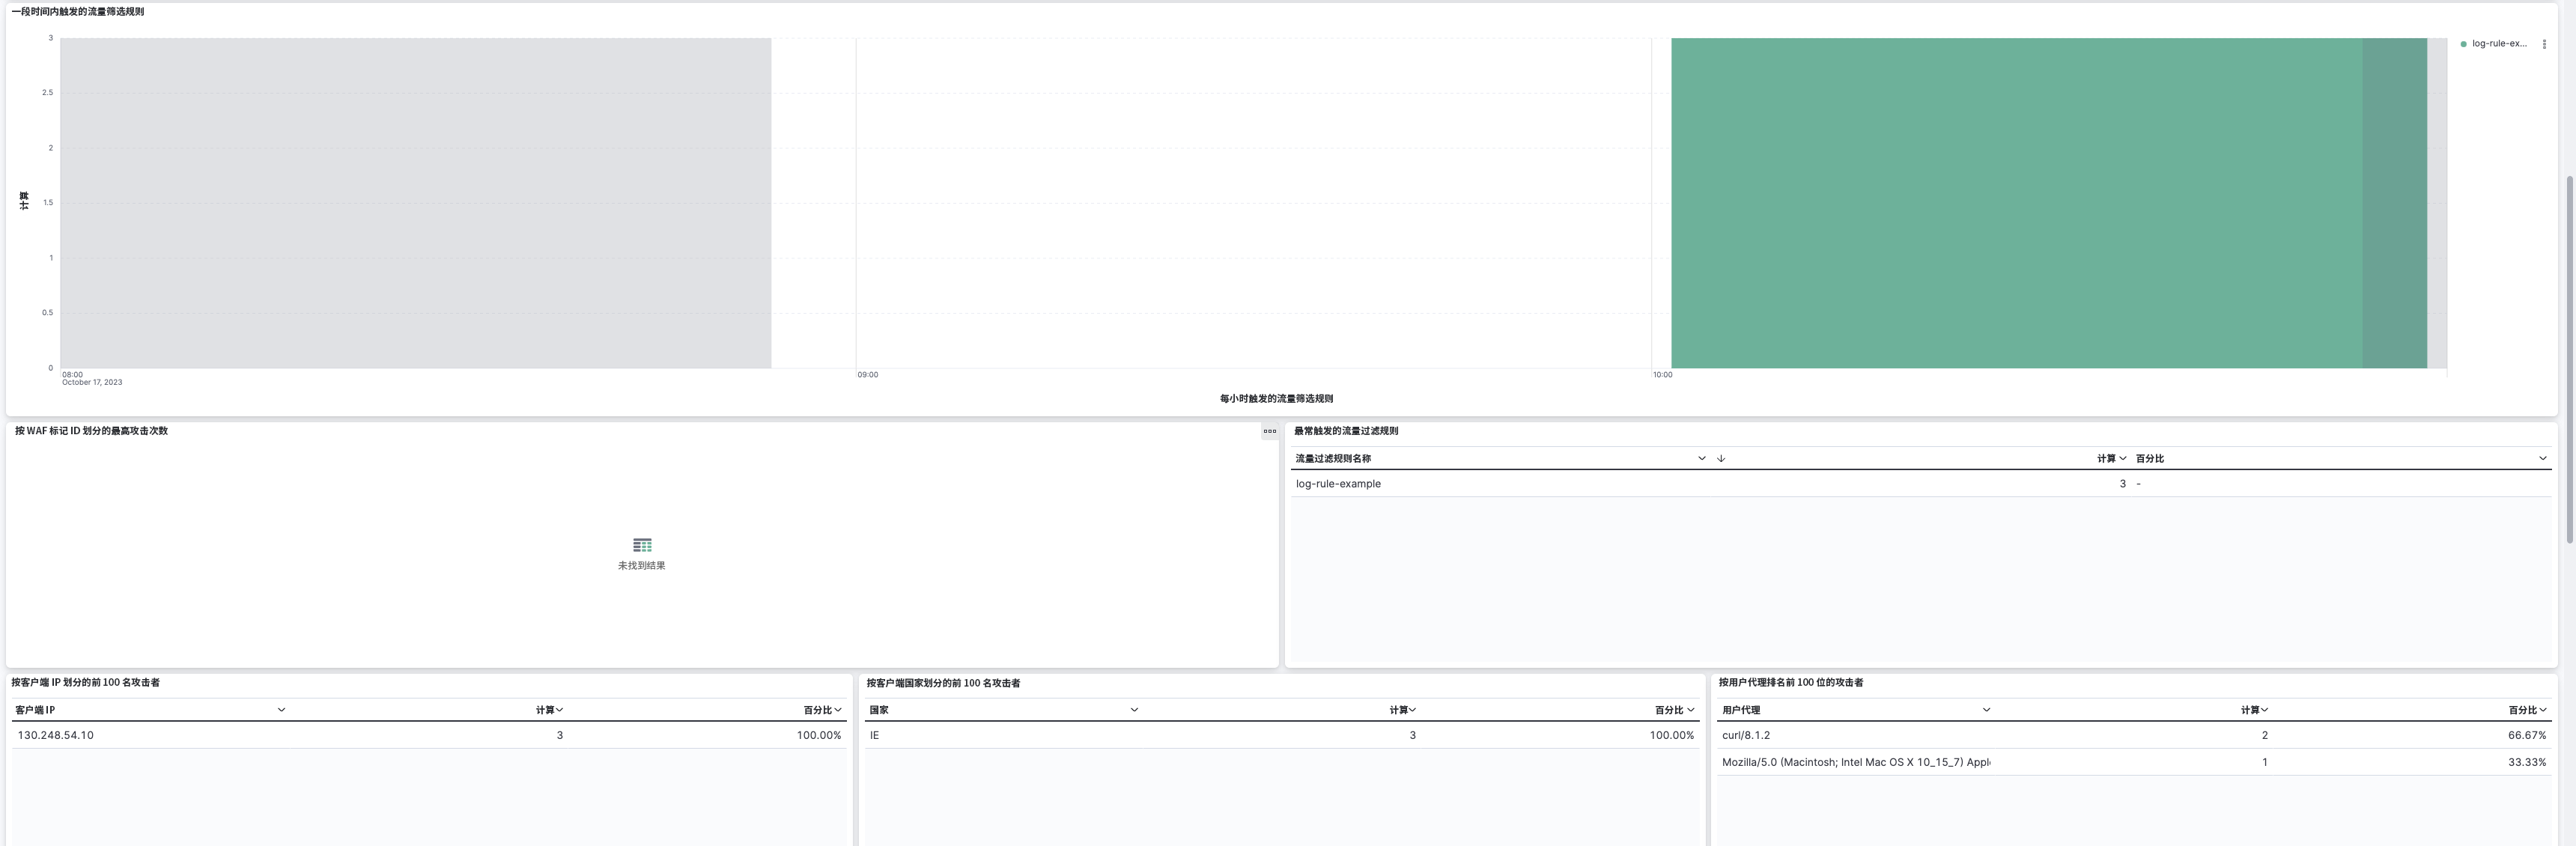 一段时间内触发的流量筛选规则
3
2.5
2
1.5
1
0.5
0
计算
08:00
October 17, 2023
09:00
10:00
每小时触发的流量筛选规则
log-rule-ex...
按 WAF 标记 ID 划分的最高攻击次数
未找到结果
最常触发的流量过滤规则
流量过滤规则名称 计算 百分比
log-rule-example 3 -
按客户端 IP 划分的前 100 名攻击者
客户端 IP 计算 百分比
130.248.54.10 3 100.00%
按客户端国家划分的前 100 名攻击者
国家 计算 百分比
IE 3 100.00%
按用户代理排名前 100 位的攻击者
用户代理 计算 百分比
curl/8.1.2 2 66.67%
Mozilla/5.0 (Macintosh; Intel Mac OS X 10_15_7) Appl 1 33.33%